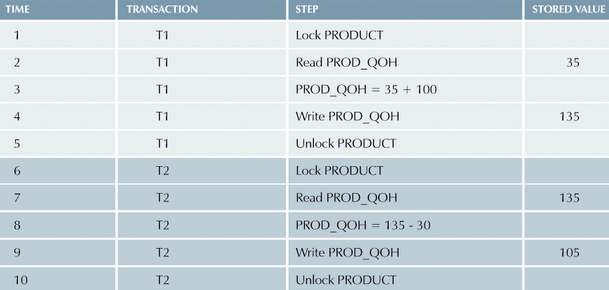 TIME TRANSACTION STEP STORED VALUE
1 T1 Lock PRODUCT
2 T1 Read PROD_QOH 35
3 T1 PROD_QOH = 35 + 100
4 T1 Write PROD_QOH 135
5 T1 Unlock PRODUCT
6 T2 Lock PRODUCT
7 T2 Read PROD_QOH 135
8 T2 PROD_QOH = 135 - 30
9 T2 Write PROD_QOH 105
10 T2 Unlock PRODUCT